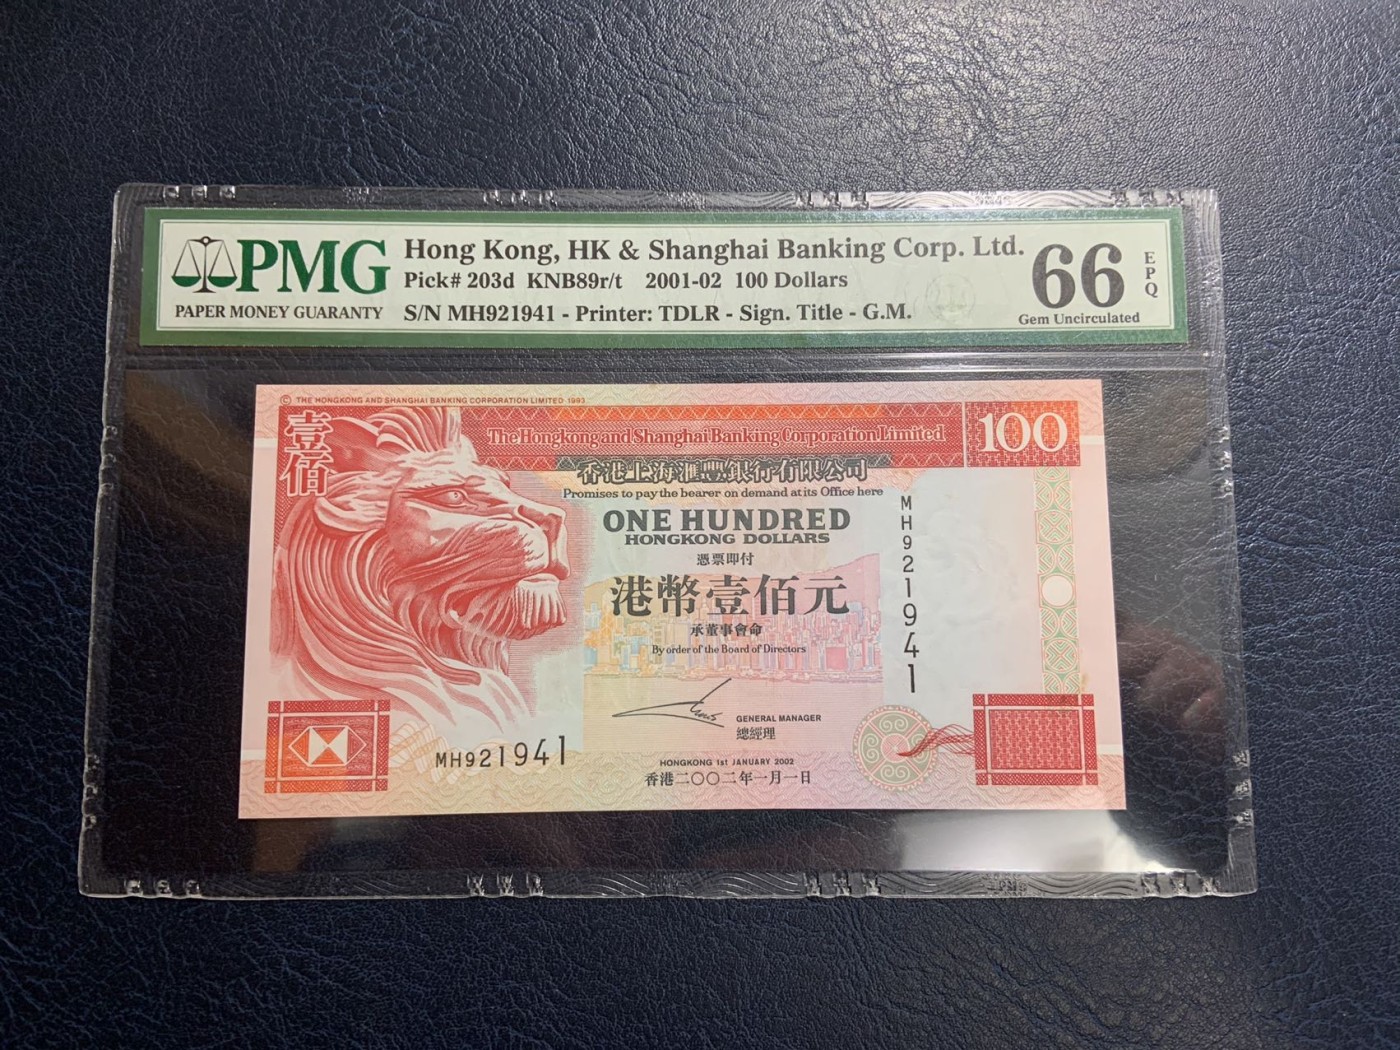 PMG
PAPER MONEY GUARANTY
Hong Kong, HK & Shanghai Banking Corp. Ltd.
Pick# 203d KNB89r/t 2001-02 100 Dollars
S/N MH921941 - Printer: TDLR - Sign. Title - G.M.
66
EPQ
Gem Uncirculated
© THE HONGKONG AND SHANGHAI BANKING CORPORATION LIMITED 1993
壹佰
The Hongkong and Shanghai Banking Corporation Limited
100
香港上海滙豐銀行有限公司
Promises to pay the bearer on demand at its Office here
ONE HUNDRED
HONGKONG DOLLARS
憑票即付
港幣壹佰元
承董事會命
By order of the Board of Directors
MH921941
GENERAL MANAGER
總經理
MH921941
HONGKONG 1st JANUARY 2002
香港二〇〇二年一月一日